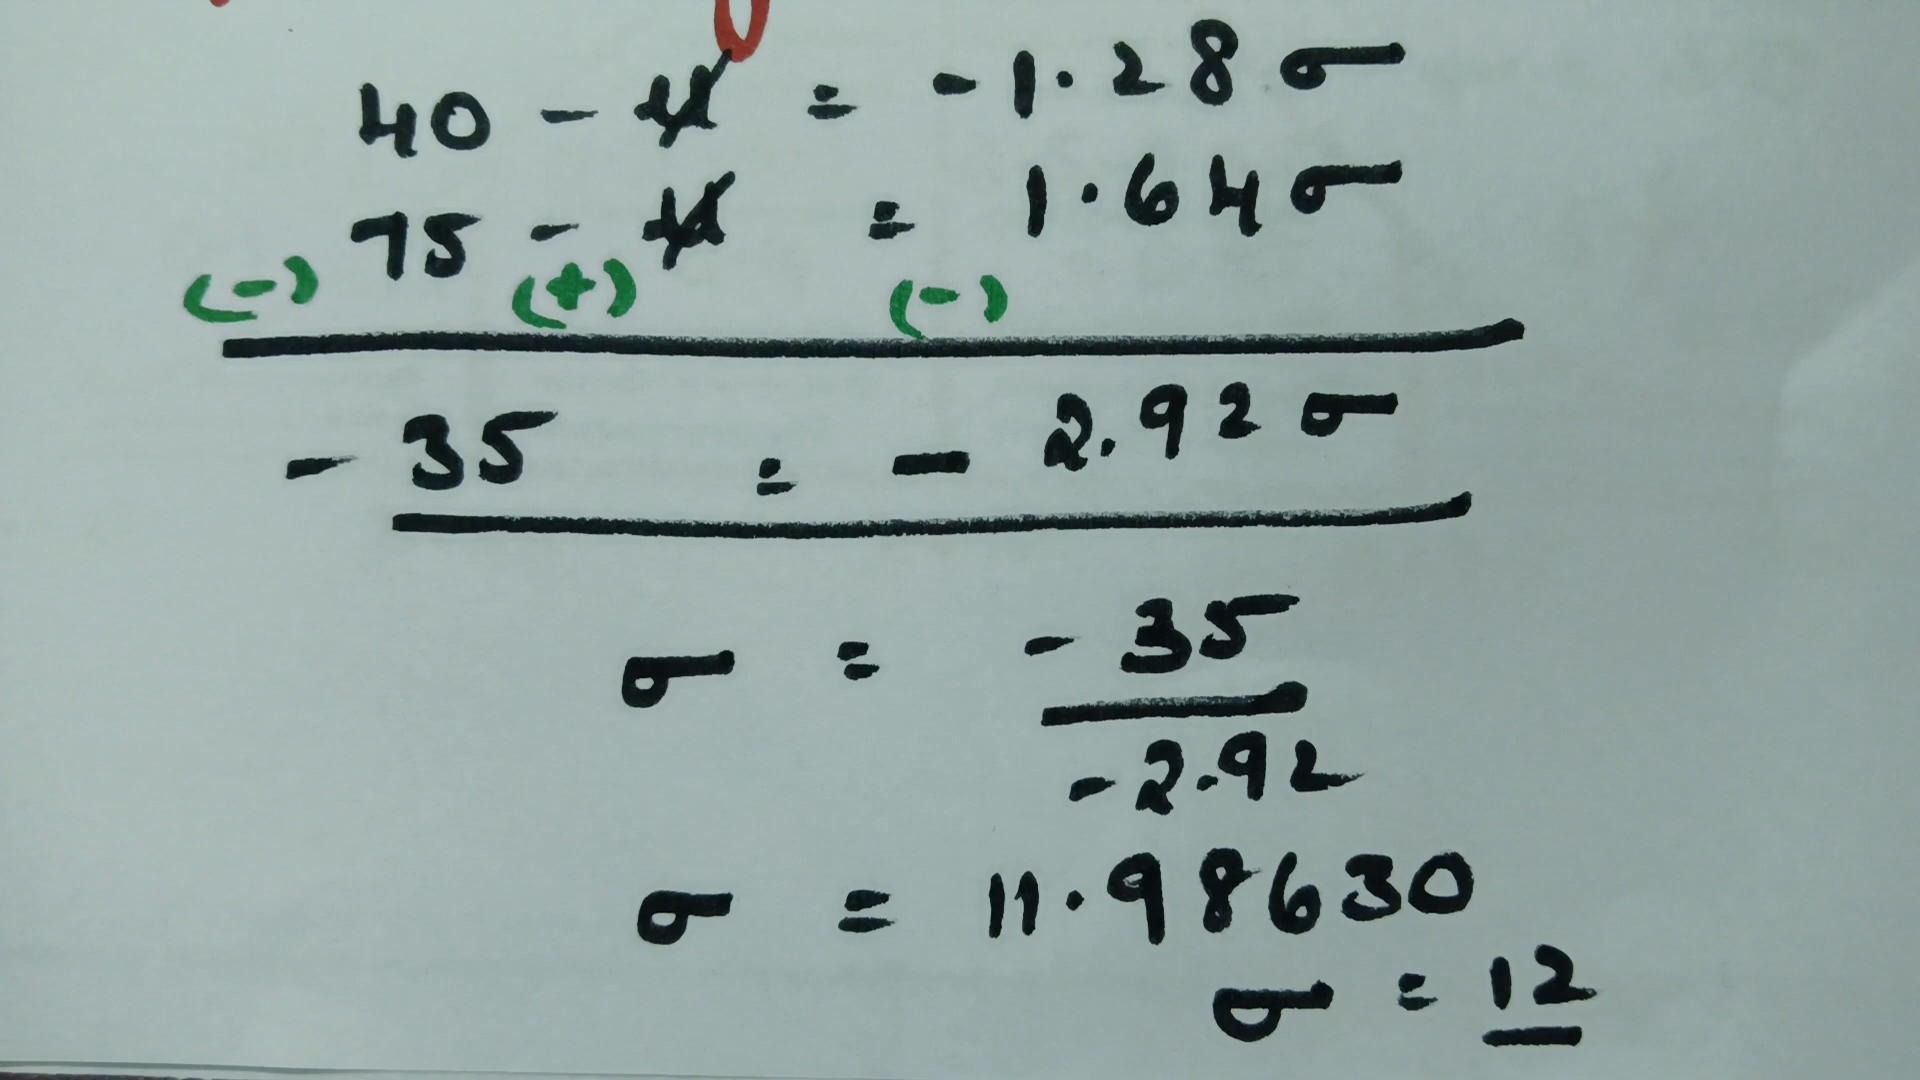 40 - μ = -1.28 σ
75 - μ = 1.64 σ
(-) (+) (-)
- 35 = - 2.92 σ
σ = - 35
- 2.92
σ = 11.98630
σ = 12